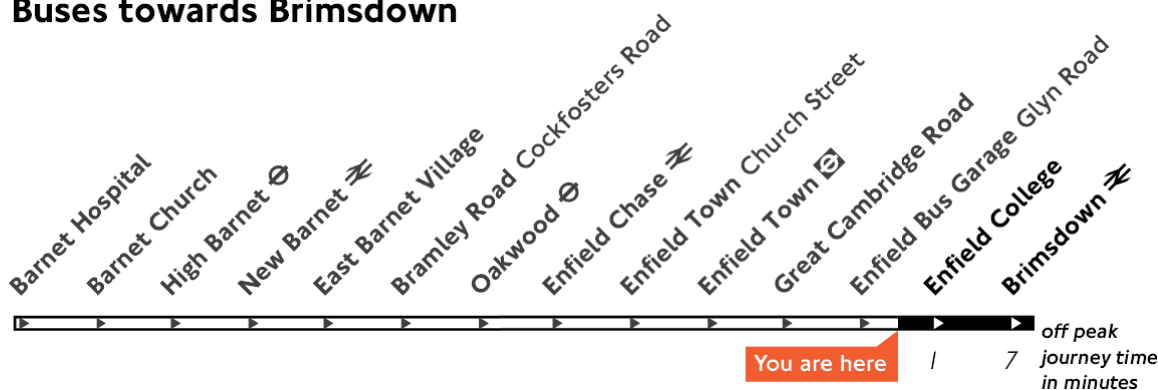 Buses towards Brimsdown
Barnet Hospital
Barnet Church
High Barnet
New Barnet
East Barnet Village
Bramley Road Cockfosters Road
Oakwood
Enfield Chase
Enfield Town Church Street
Enfield Town
Great Cambridge Road
Enfield Bus Garage Glyn Road
Enfield College
Brimsdown
You are here
1
7
off peak
journey time
in minutes